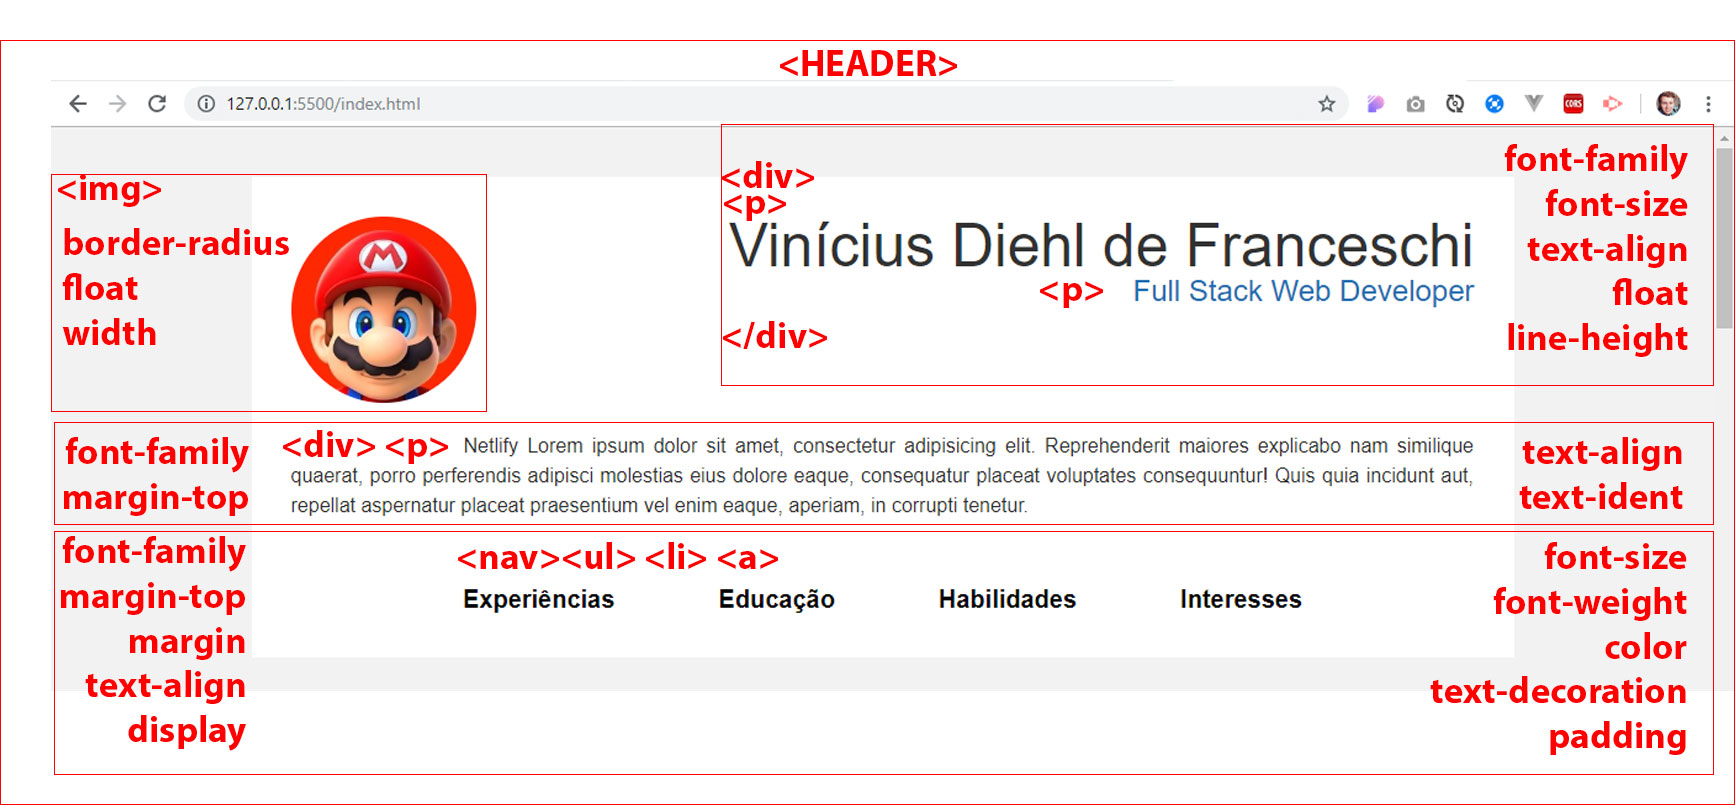 <HEADER>
127.0.0.1:5500/index.html
CORS
<img>
border-radius
float
width
M
<div>
<p>
Vinícius Diehl de Franceschi
<p> Full Stack Web Developer
</div>
font-family
font-size
text-align
float
line-height
font-family
margin-top
<div> <p> Netlify Lorem ipsum dolor sit amet, consectetur adipisicing elit. Reprehenderit maiores explicabo nam similique
quaerat, porro perferendis adipisci molestias eius dolore eaque, consequatur placeat voluptates consequuntur! Quis quia incidunt aut,
repellat aspernatur placeat praesentium vel enim eaque, aperiam, in corrupti tenetur.
text-align
text-ident
font-family
margin-top
margin
text-align
display
<nav><ul> <li> <a>
Experiências Educação Habilidades Interesses
font-size
font-weight
color
text-decoration
padding